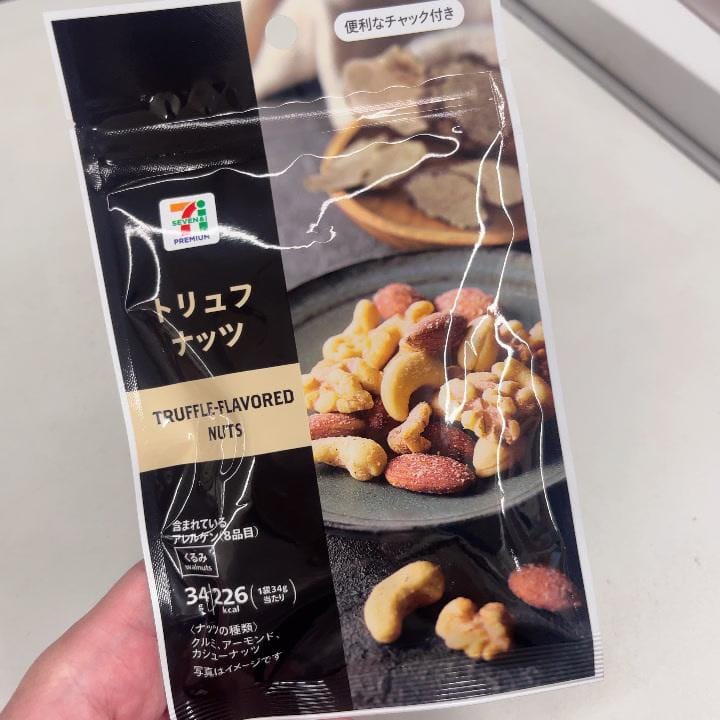 便利なチャック付き
7i
SEVEN&i
PREMIUM
トリュフ
ナッツ
TRUFFLE-FLAVORED
NUTS
含まれている
アレルゲン(8品目)
くるみ
walnuts
34g 226kcal (1袋34g当たり)
〈ナッツの種類〉
クルミ、アーモンド、
カシューナッツ
写真はイメージです